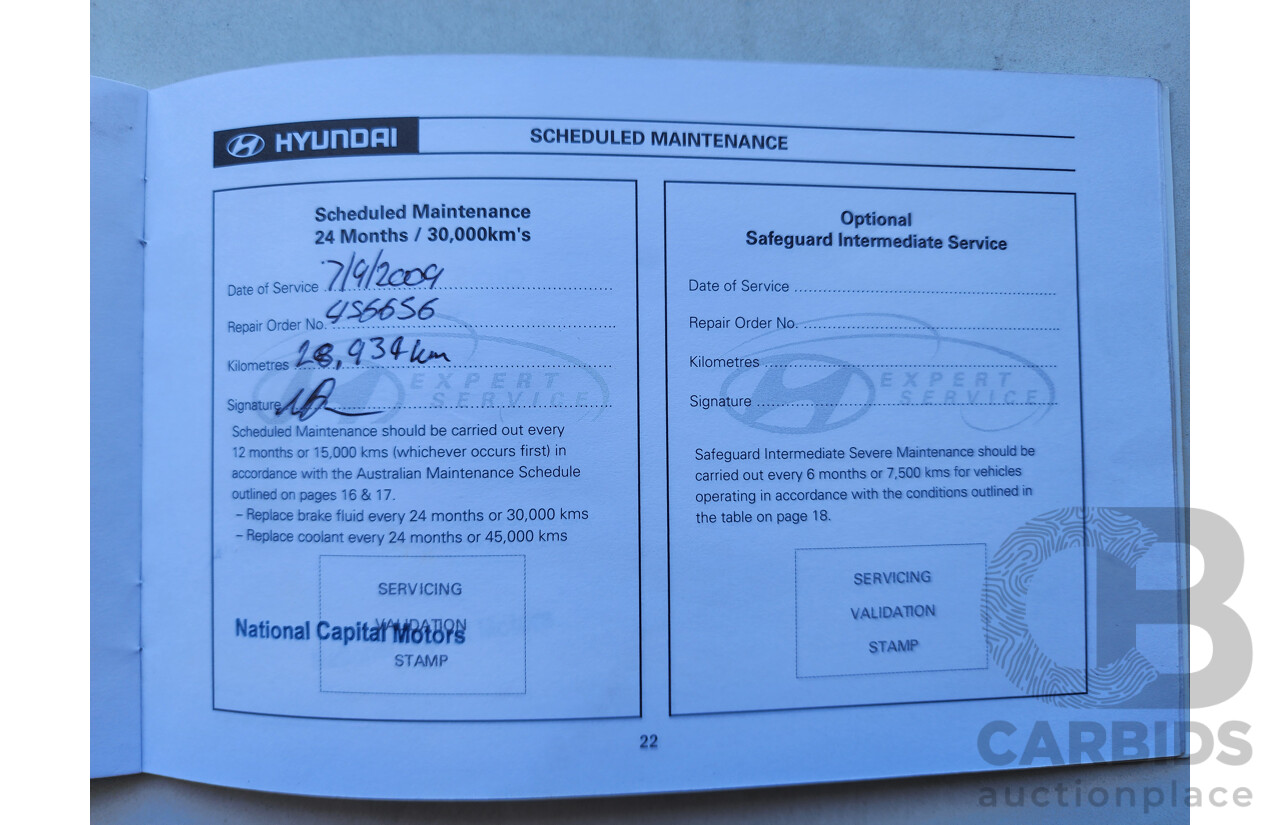 HYUNDAI
SCHEDULED MAINTENANCE
Scheduled Maintenance
24 Months / 30,000km's
Date of Service 7/9/2009
Repair Order No. 456656
Kilometres 28,934km
Signature
EXPERT
SERVICE
Scheduled Maintenance should be carried out every
12 months or 15,000 kms (whichever occurs first) in
accordance with the Australian Maintenance Schedule
outlined on pages 16 & 17.
– Replace brake fluid every 24 months or 30,000 kms
– Replace coolant every 24 months or 45,000 kms
SERVICING
VALIDATION
STAMP
National Capital Motors
Optional
Safeguard Intermediate Service
Date of Service
Repair Order No.
Kilometres
Signature
EXPERT
SERVICE
Safeguard Intermediate Severe Maintenance should be
carried out every 6 months or 7,500 kms for vehicles
operating in accordance with the conditions outlined in
the table on page 18.
SERVICING
VALIDATION
STAMP
22
CB
CARBIDS
auctionplace